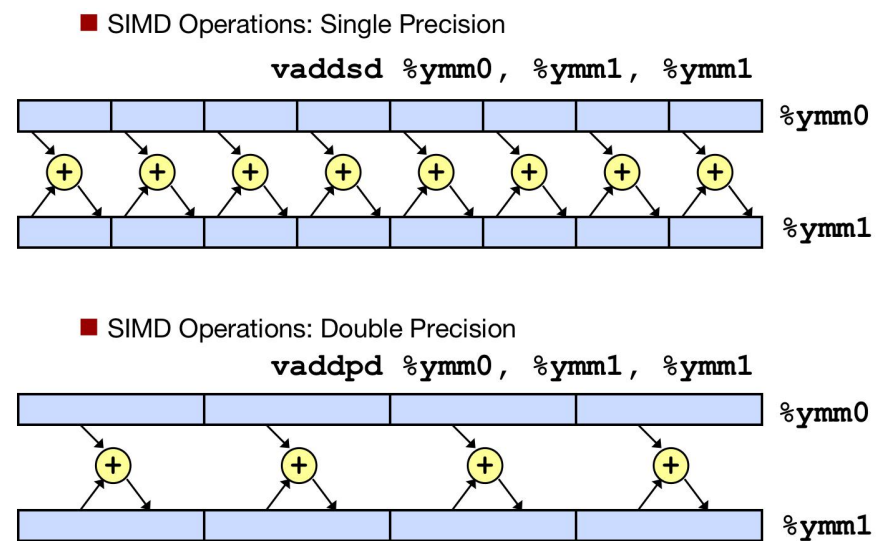 SIMD Operations: Single Precision
vaddsd %ymm0, %ymm1, %ymm1
%ymm0
+ + + + + + + +
%ymm1
SIMD Operations: Double Precision
vaddpd %ymm0, %ymm1, %ymm1
%ymm0
+ + + +
%ymm1